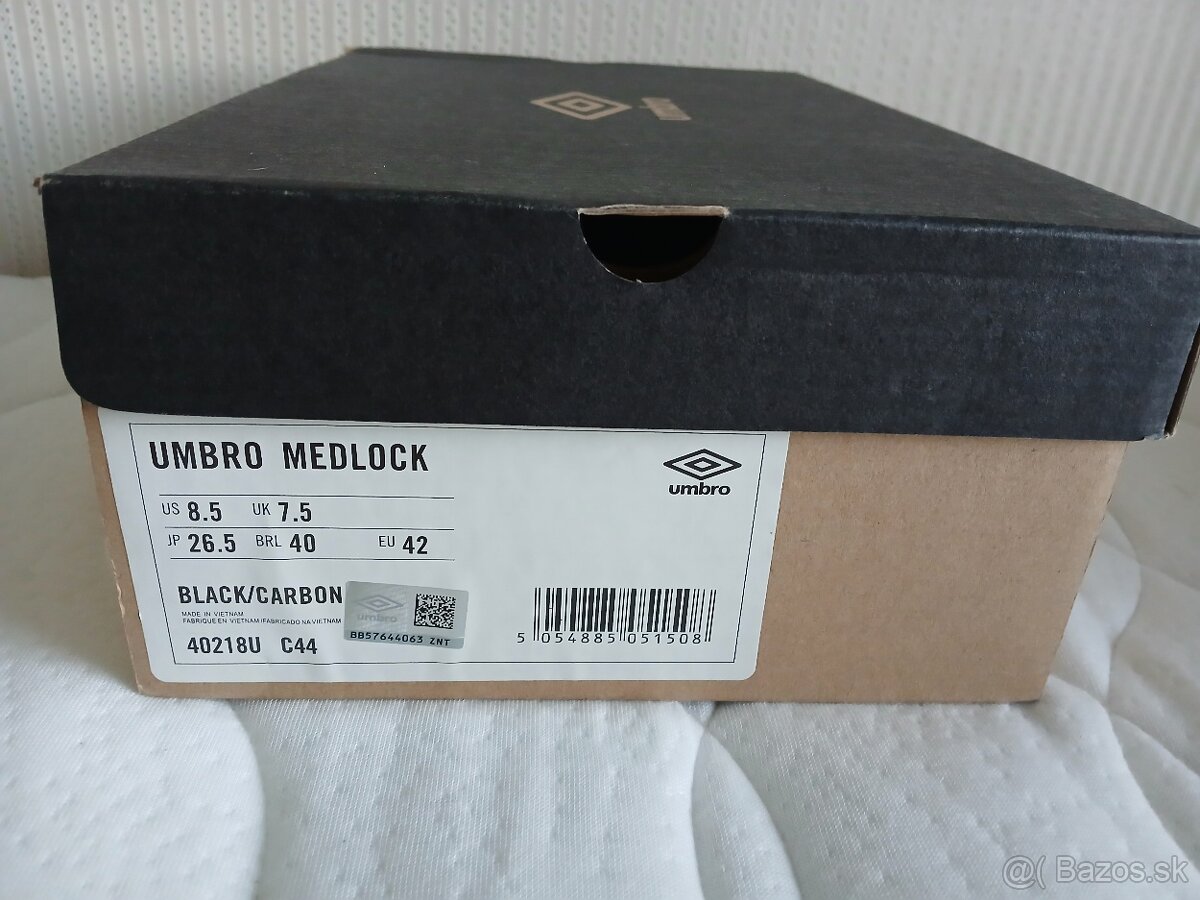 umbro
UMBRO MEDLOCK
umbro
US 8.5 UK 7.5
JP 26.5 BRL 40 EU 42
BLACK/CARBON
MADE IN VIETNAM
FABRIQUE EN VIETNAM /FABRICADO NA VIETNAM
40218U C44
umbro
BB57644063 ZNT
5 054885 051508
@( Bazos.sk